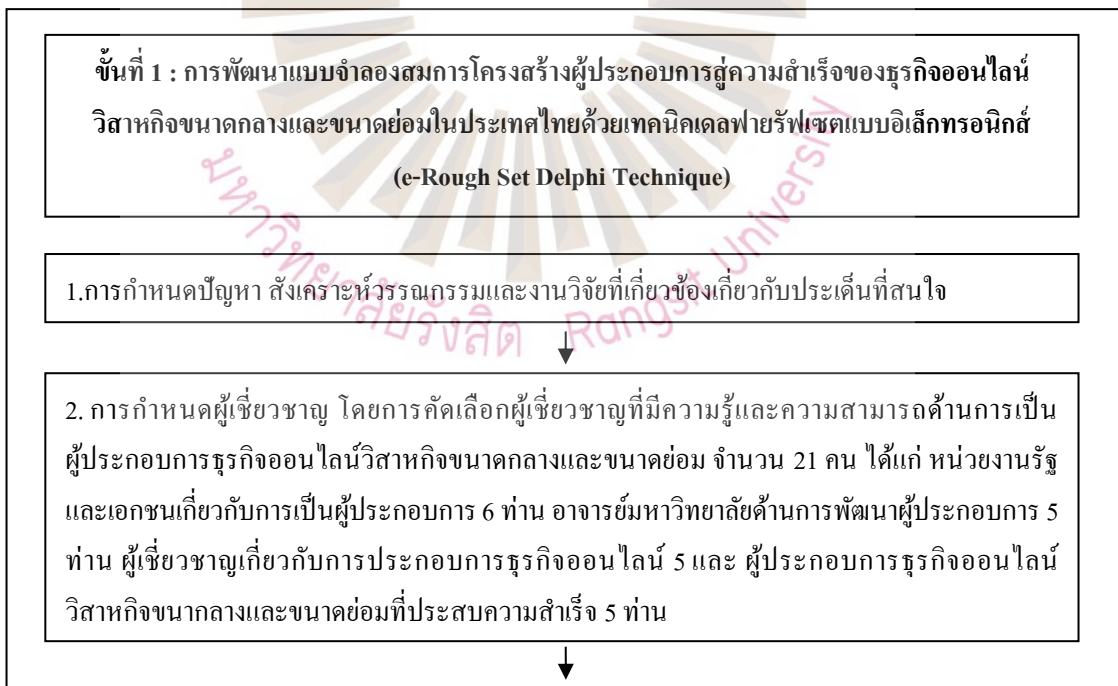 ขั้นที่ 1 : การพัฒนาแบบจำลองสมการโครงสร้างผู้ประกอบการสู่ความสำเร็จของธุรกิจออนไลน์
วิสาหกิจขนาดกลางและขนาดย่อมในประเทศไทยด้วยเทคนิคเดลฟายรัฟเซตแบบอิเล็กทรอนิกส์
(e-Rough Set Delphi Technique)
1.การกำหนดปัญหา สังเคราะห์วรรณกรรมและงานวิจัยที่เกี่ยวข้องเกี่ยวกับประเด็นที่สนใจ
2. การกำหนดผู้เชี่ยวชาญ โดยการคัดเลือกผู้เชี่ยวชาญที่มีความรู้และความสามารถด้านการเป็น
ผู้ประกอบการธุรกิจออนไลน์วิสาหกิจขนาดกลางและขนาดย่อม จำนวน 21 คน ได้แก่ หน่วยงานรัฐ
และเอกชนเกี่ยวกับการเป็นผู้ประกอบการ 6 ท่าน อาจารย์มหาวิทยาลัยด้านการพัฒนาผู้ประกอบการ 5
ท่าน ผู้เชี่ยวชาญเกี่ยวกับการประกอบการธุรกิจออนไลน์ 5 และ ผู้ประกอบการธุรกิจออนไลน์
วิสาหกิจขนากลางและขนาดย่อมที่ประสบความสำเร็จ 5 ท่าน
มหาวิทยาลัยรังสิต Rangsit University